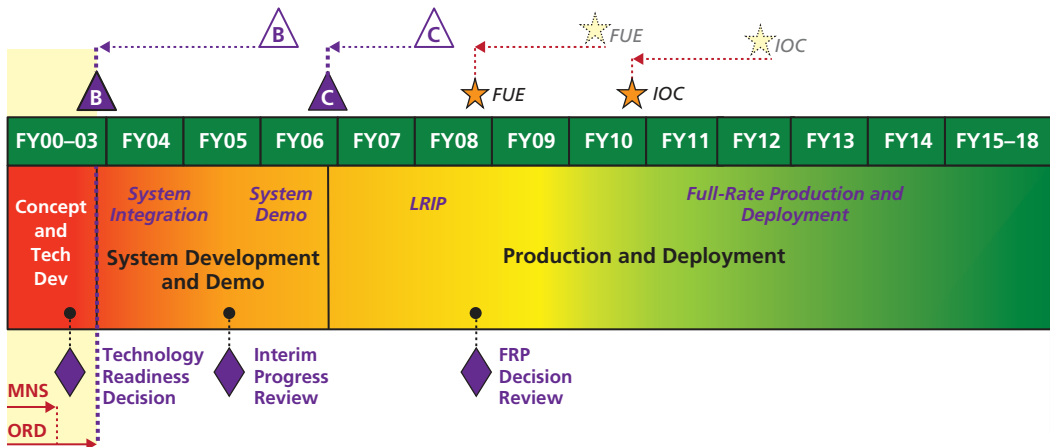 B
C
FUE
IOC
B
C
FUE
IOC
FY00–03
FY04
FY05
FY06
FY07
FY08
FY09
FY10
FY11
FY12
FY13
FY14
FY15–18
Concept
and
Tech
Dev
System
Integration
System
Demo
System Development
and Demo
LRIP
Full-Rate Production and
Deployment
Production and Deployment
Technology
Readiness
Decision
Interim
Progress
Review
FRP
Decision
Review
MNS
ORD